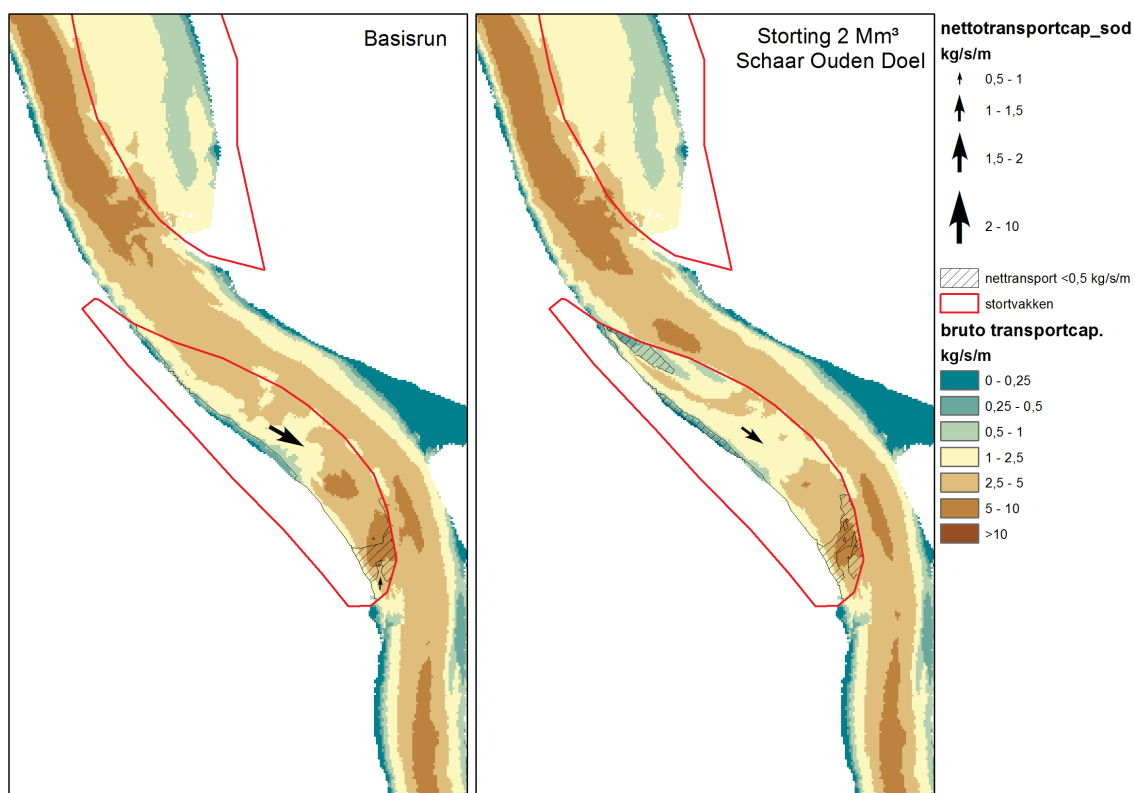 Basisrun
Storting 2 Mm³
Schaar Ouden Doel
nettotransportcap_sod
kg/s/m
0,5 - 1
1 - 1,5
1,5 - 2
2 - 10
nettransport <0,5 kg/s/m
stortvakken
bruto transportcap.
kg/s/m
0 - 0,25
0,25 - 0,5
0,5 - 1
1 - 2,5
2,5 - 5
5 - 10
>10